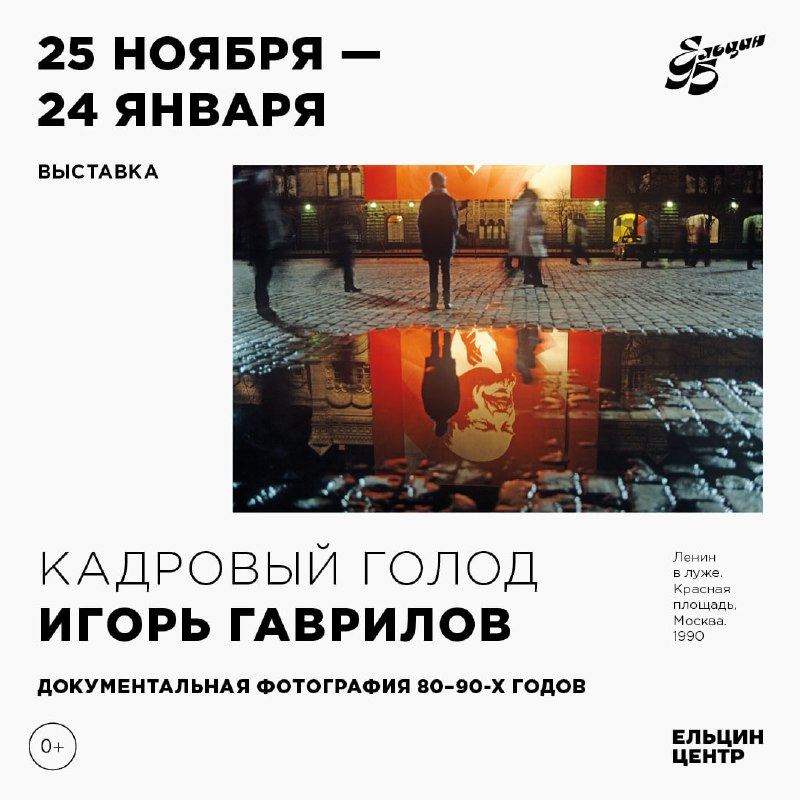 25 НОЯБРЯ —
24 ЯНВАРЯ
Ельцин
ВЫСТАВКА
КАДРОВЫЙ ГОЛОД
ИГОРЬ ГАВРИЛОВ
ДОКУМЕНТАЛЬНАЯ ФОТОГРАФИЯ 80–90-Х ГОДОВ
Ленин
в луже.
Красная
площадь,
Москва.
1990
0+
ЕЛЬЦИН
ЦЕНТР